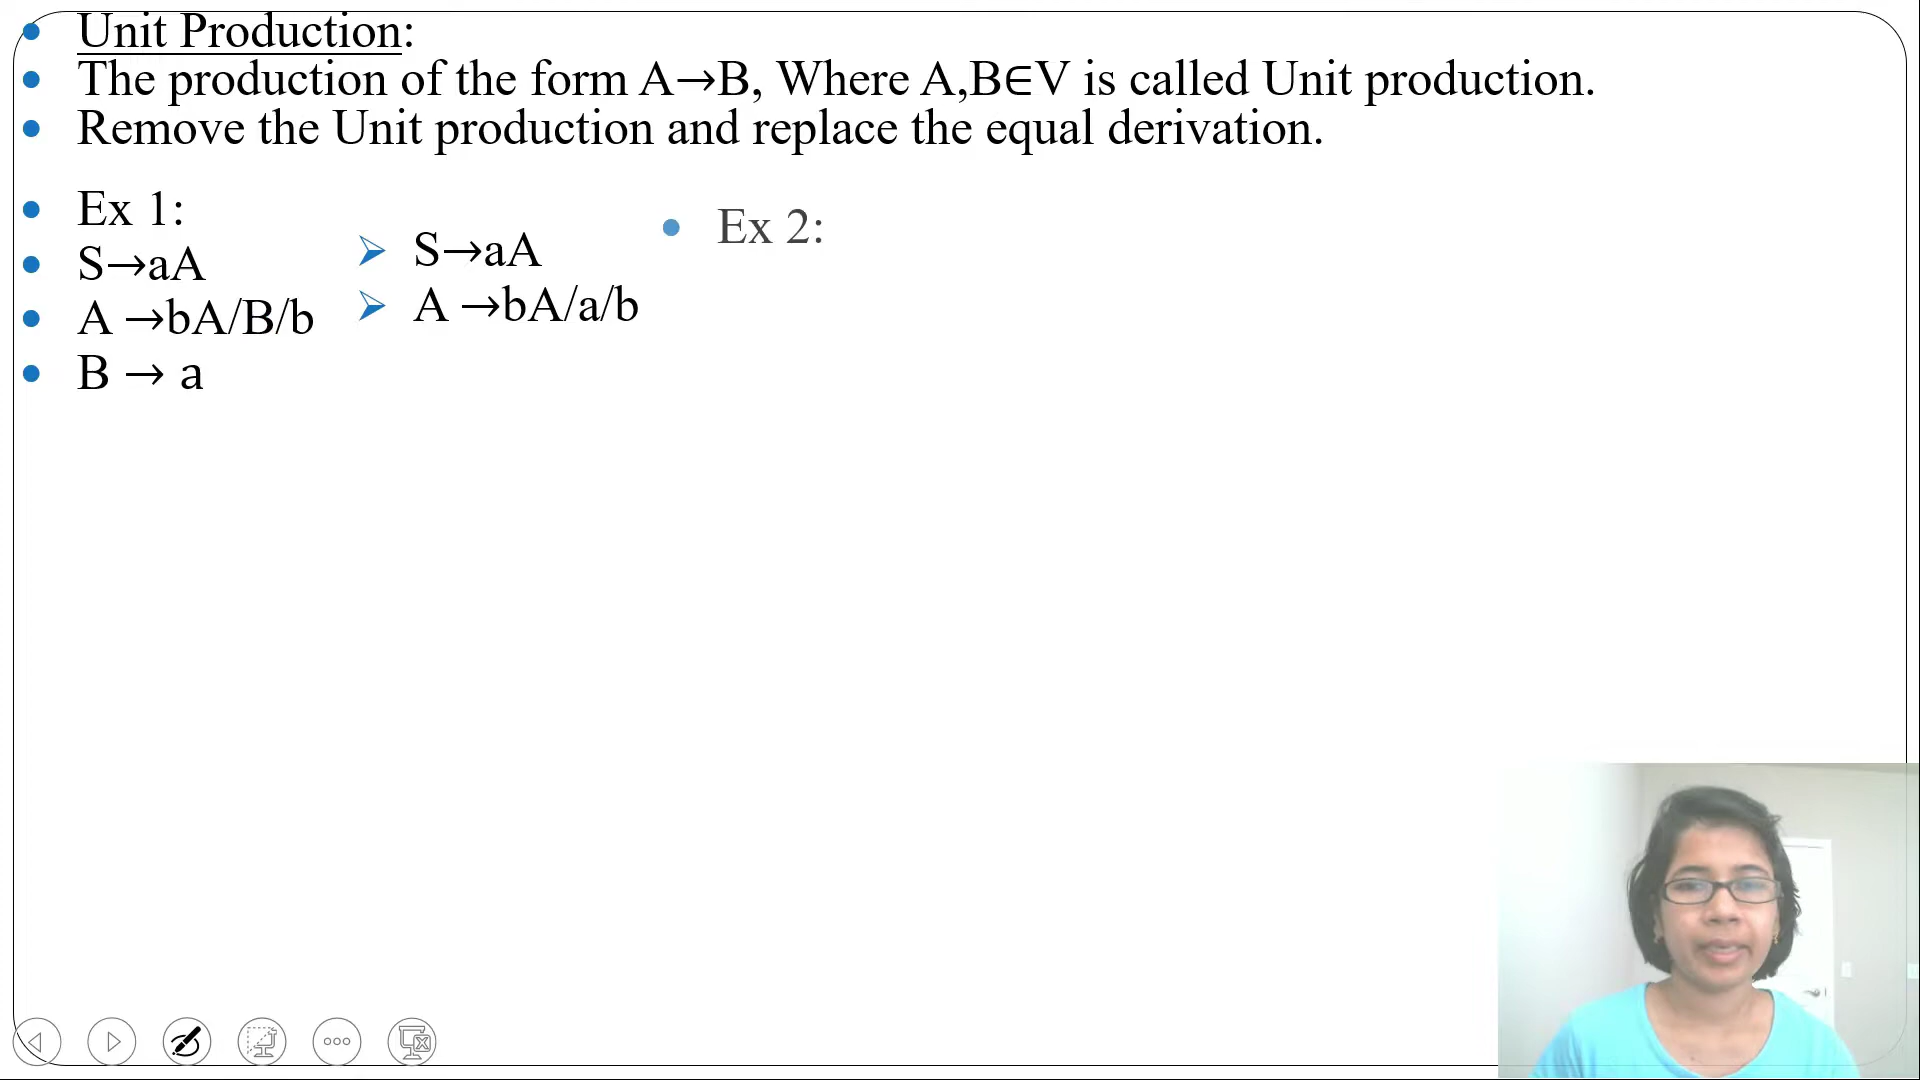 Unit Production:
The production of the form A→B, Where A,B∈V is called Unit production.
Remove the Unit production and replace the equal derivation.
Ex 1:
S→aA
A →bA/B/b
B → a
S→aA
A →bA/a/b
Ex 2: